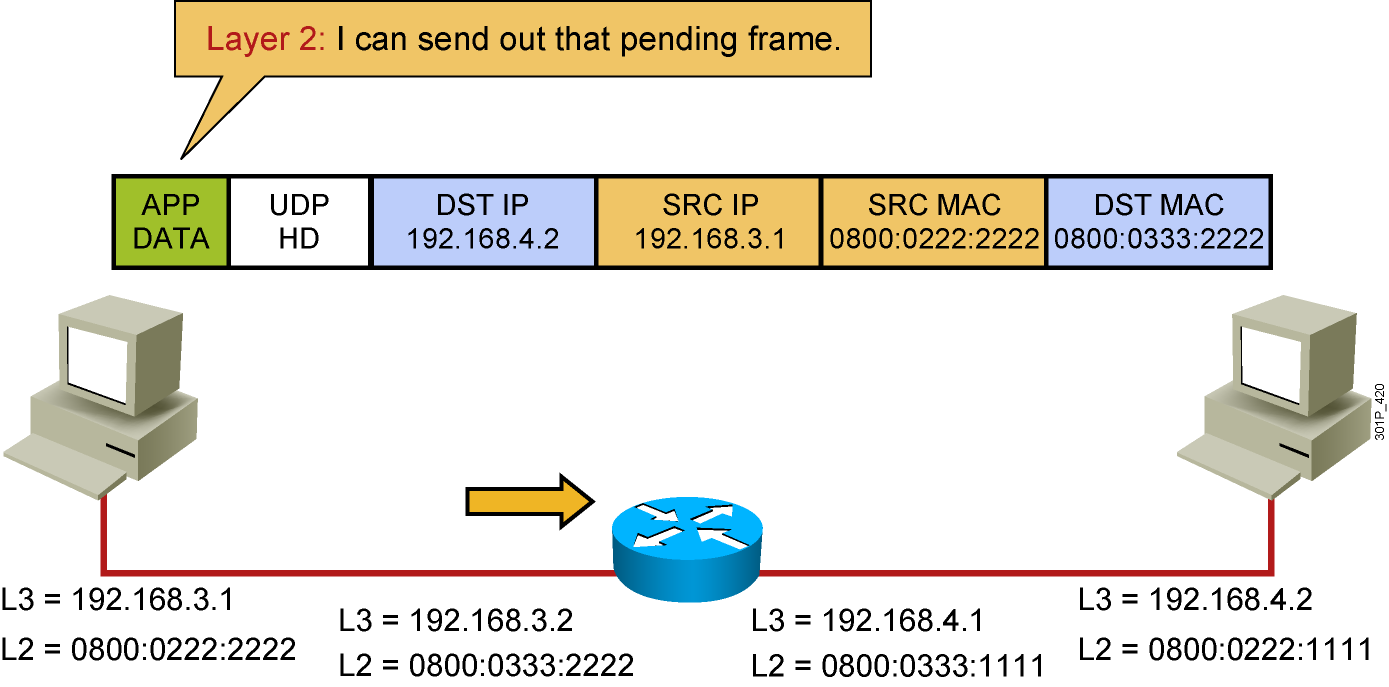 Layer 2: I can send out that pending frame.
APP
DATA
UDP
HD
DST IP
192.168.4.2
SRC IP
192.168.3.1
SRC MAC
0800:0222:2222
DST MAC
0800:0333:2222
301P_420
L3 = 192.168.3.1
L2 = 0800:0222:2222
L3 = 192.168.3.2
L2 = 0800:0333:2222
L3 = 192.168.4.1
L2 = 0800:0333:1111
L3 = 192.168.4.2
L2 = 0800:0222:1111